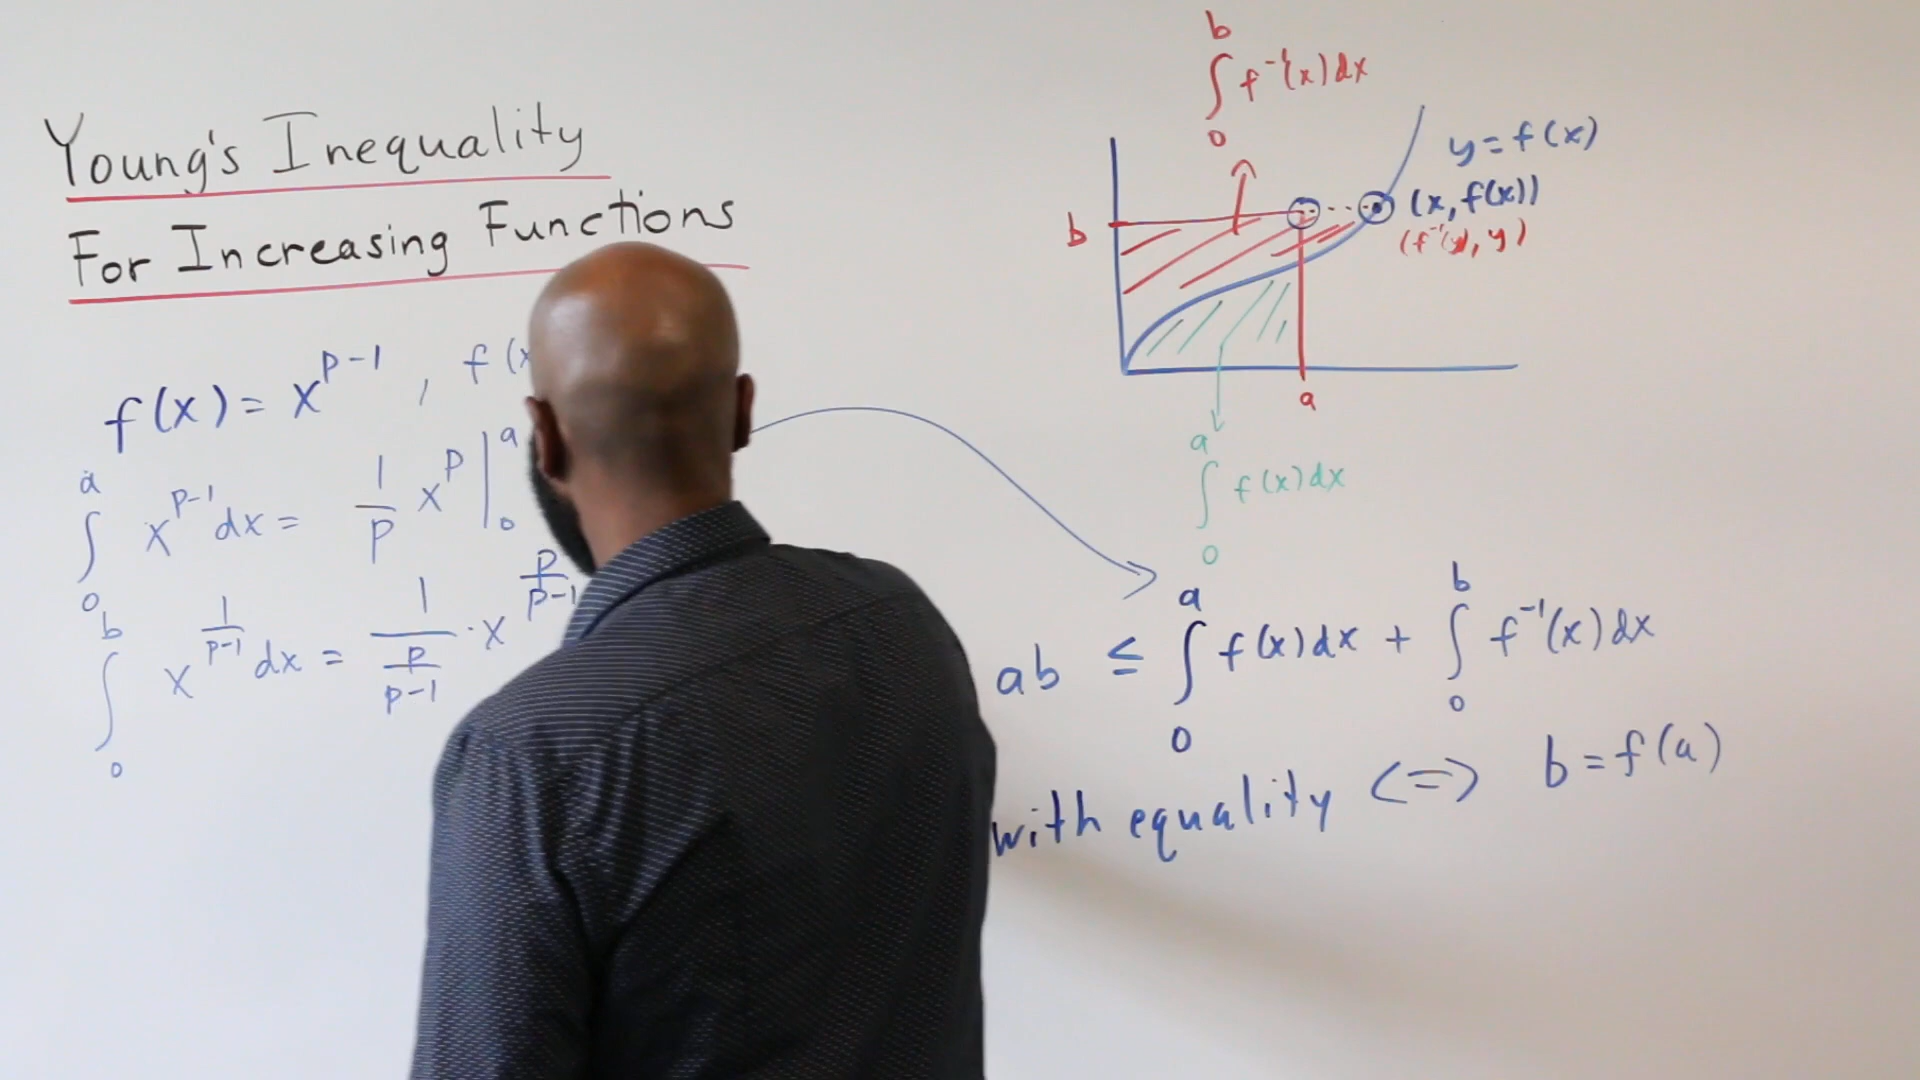 Young's Inequality
For Increasing Functions
f(x) = x^{p-1} , f(x
∫_0^a x^{p-1} dx = 1/p x^p |_0^a
∫_0^b x^{1/(p-1)} dx = 1/(p/(p-1)) · x^{p/(p-1)}
∫_0^b f^{-1}(x) dx
y = f(x)
(x, f(x))
(f^{-1}(y), y)
b
a
∫_0^a f(x) dx
ab ≤ ∫_0^a f(x) dx + ∫_0^b f^{-1}(x) dx
with equality <=> b = f(a)